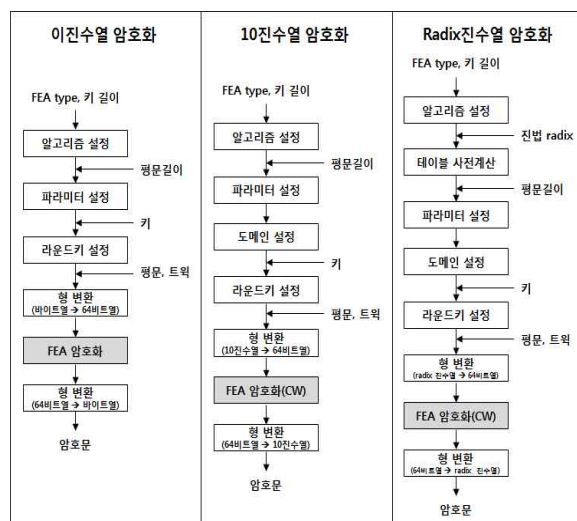 이진수열 암호화
FEA type, 키 길이
알고리즘 설정
평문길이
파라미터 설정
키
라운드키 설정
평문, 트윅
형 변환
(바이트열 → 64비트열)
FEA 암호화
형 변환
(64비트열 → 바이트열)
암호문
10진수열 암호화
FEA type, 키 길이
알고리즘 설정
평문길이
파라미터 설정
도메인 설정
키
라운드키 설정
평문, 트윅
형 변환
(10진수열 → 64비트열)
FEA 암호화(CW)
형 변환
(64비트열 → 10진수열)
암호문
Radix진수열 암호화
FEA type, 키 길이
알고리즘 설정
진법 radix
테이블 사전계산
평문길이
파라미터 설정
도메인 설정
키
라운드키 설정
평문, 트윅
형 변환
(radix 진수열 → 64비트열)
FEA 암호화(CW)
형 변환
(64비트열 → radix 진수열)
암호문